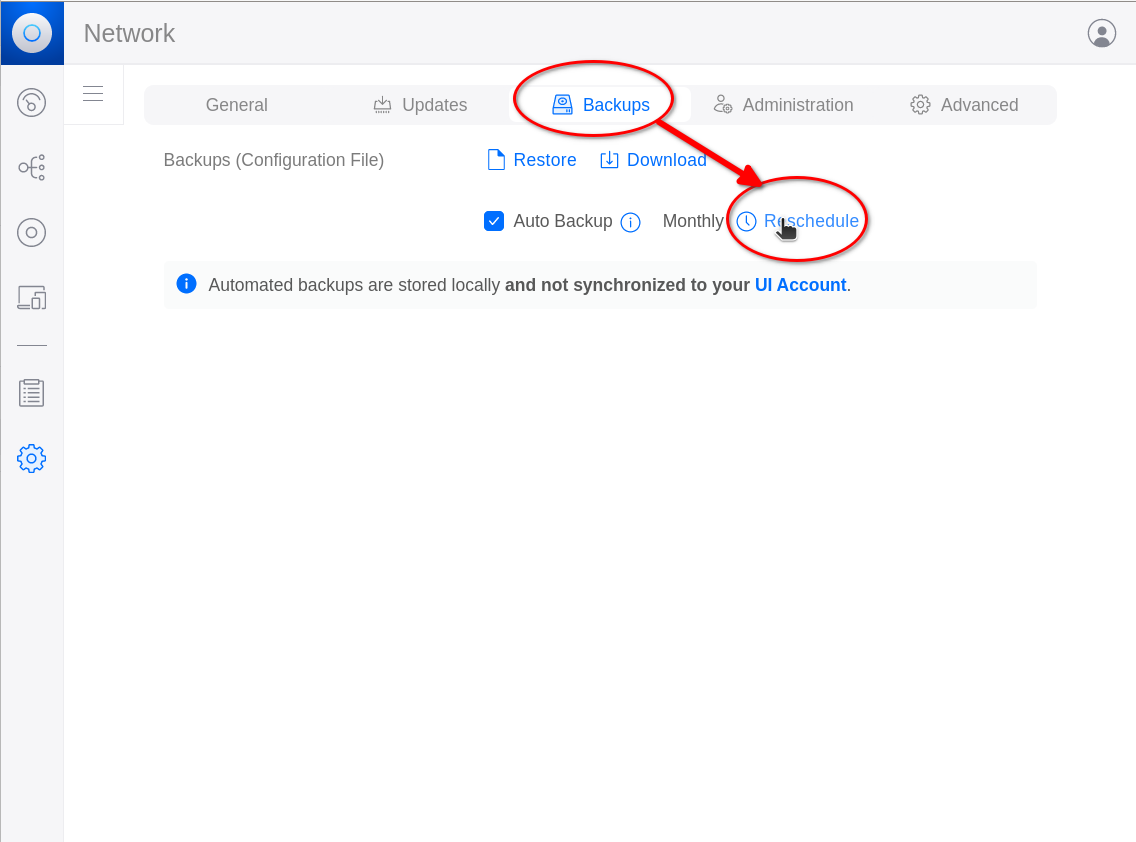 Network
General Updates Backups Administration Advanced
Backups (Configuration File) Restore Download
Auto Backup Monthly Reschedule
Automated backups are stored locally and not synchronized to your UI Account.